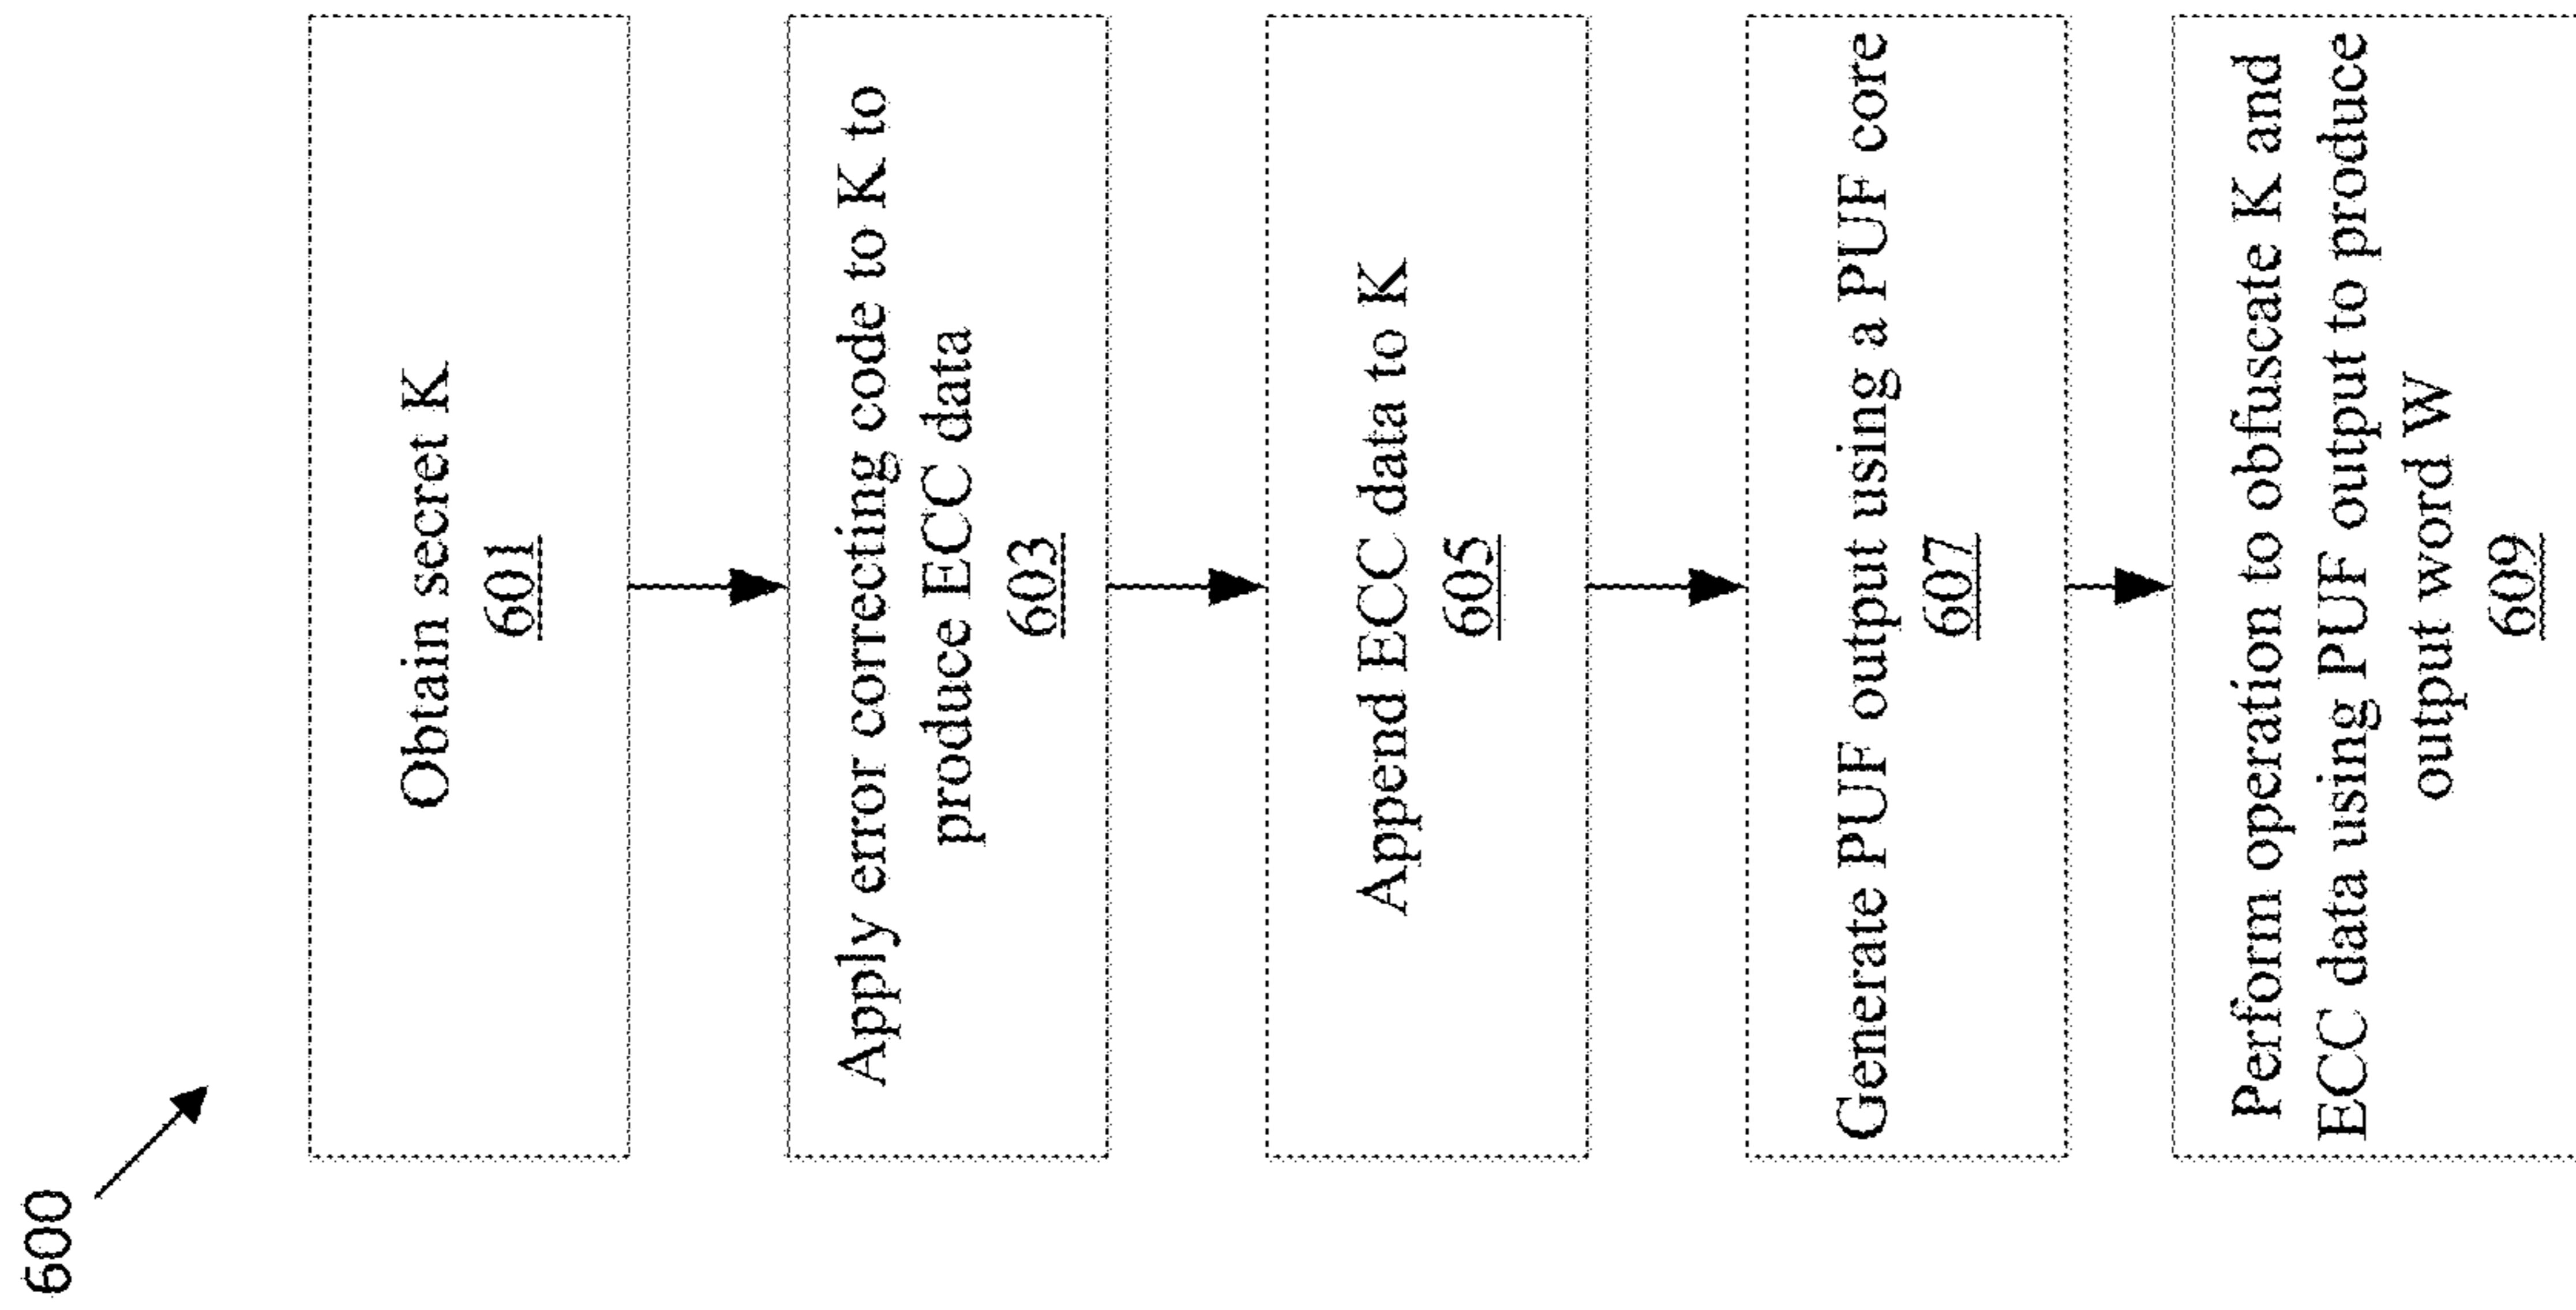 600
Obtain secret K
601
Apply error correcting code to K to
produce ECC data
603
Append ECC data to K
605
Generate PUF output using a PUF core
607
Perform operation to obfuscate K and
ECC data using PUF output to produce
output word W
609